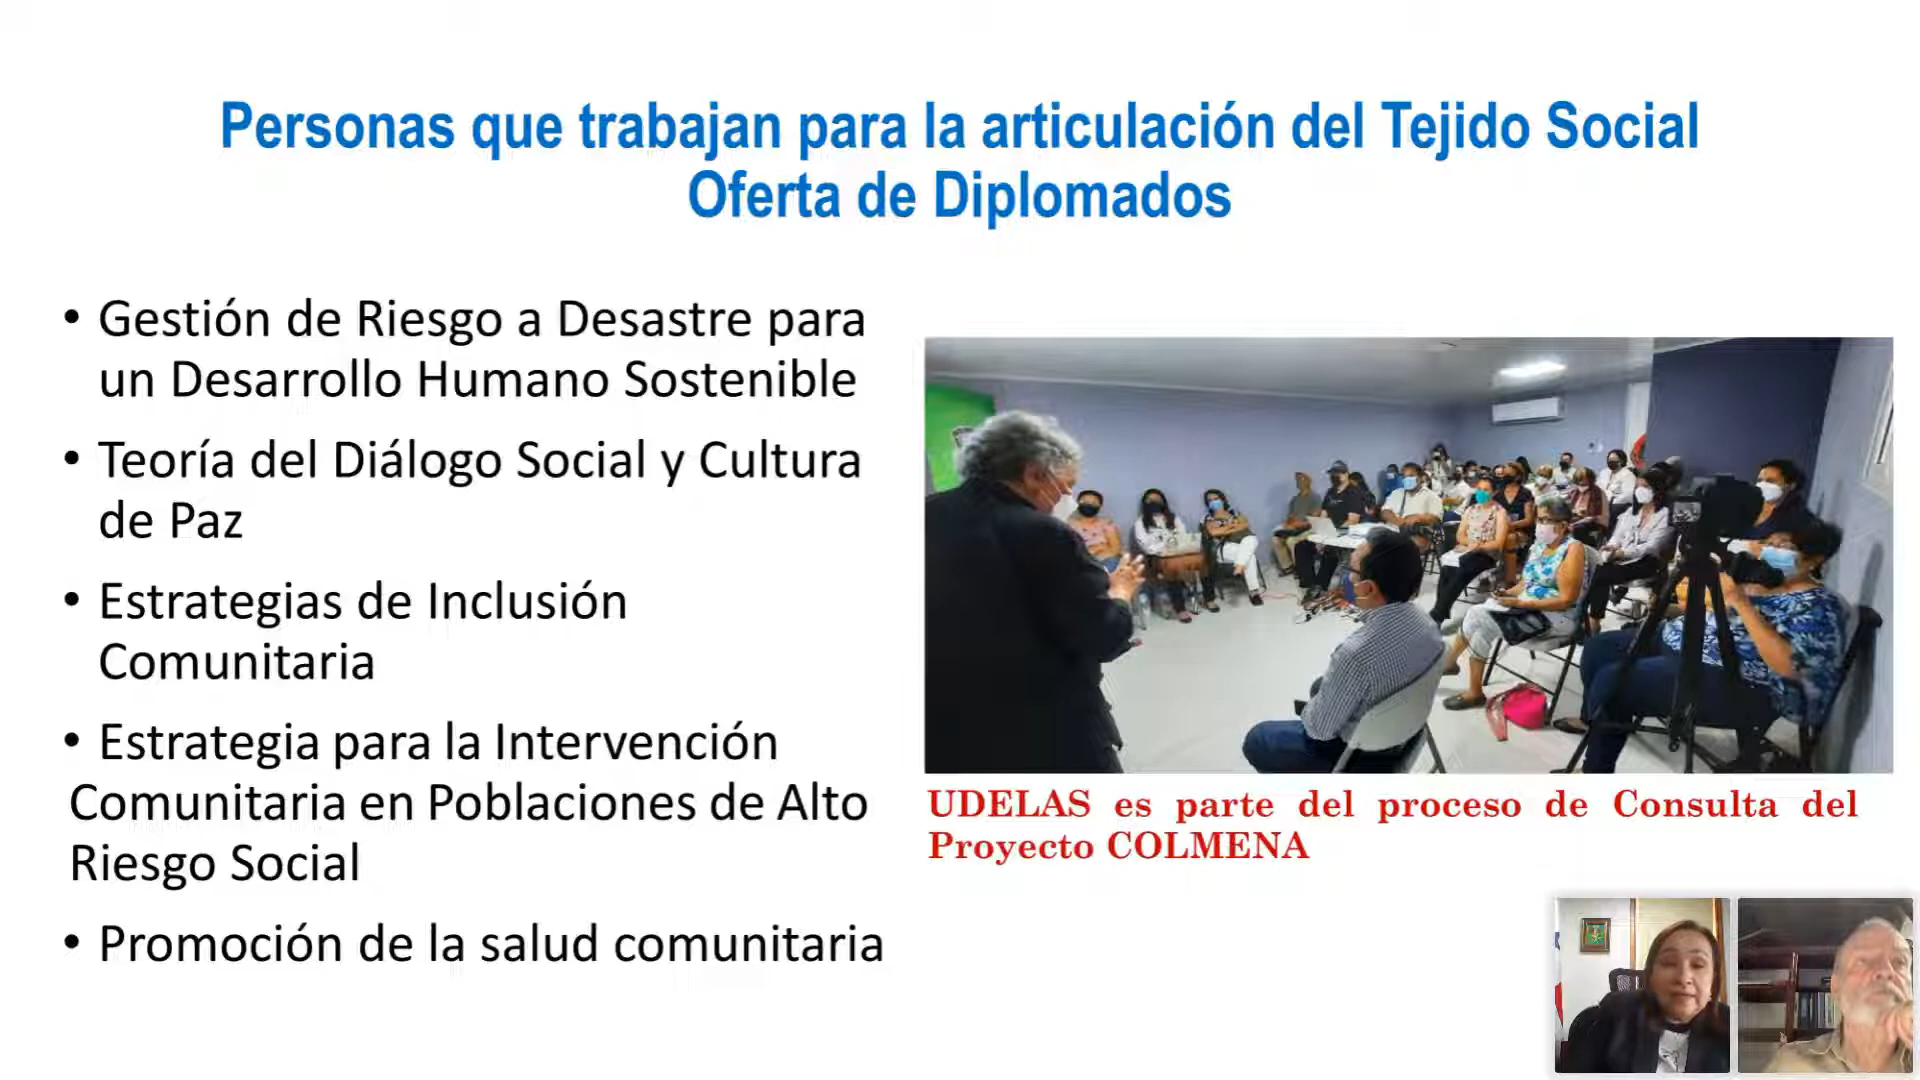 Personas que trabajan para la articulación del Tejido Social
Oferta de Diplomados
• Gestión de Riesgo a Desastre para
un Desarrollo Humano Sostenible
• Teoría del Diálogo Social y Cultura
de Paz
• Estrategias de Inclusión
Comunitaria
• Estrategia para la Intervención
Comunitaria en Poblaciones de Alto
Riesgo Social
• Promoción de la salud comunitaria
UDELAS es parte del proceso de Consulta del
Proyecto COLMENA